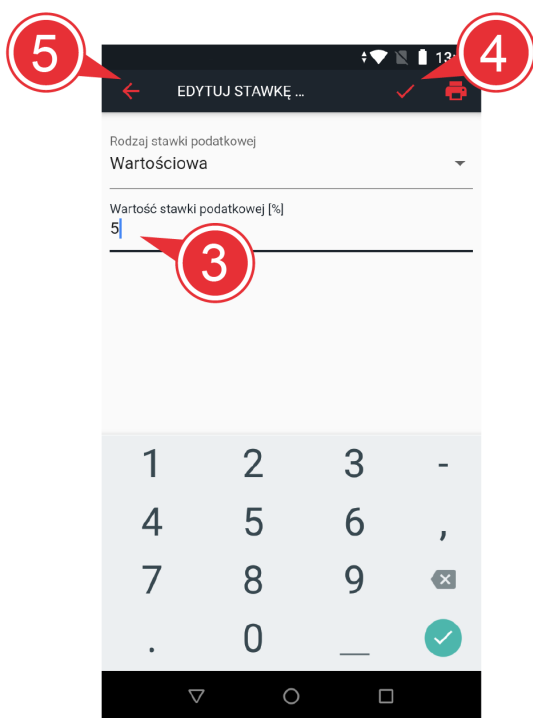 5
4
13:
EDYTUJ STAWKĘ ...
Rodzaj stawki podatkowej
Wartościowa
Wartość stawki podatkowej [%]
5
3
1 2 3 -
4 5 6 ,
7 8 9
. 0 _